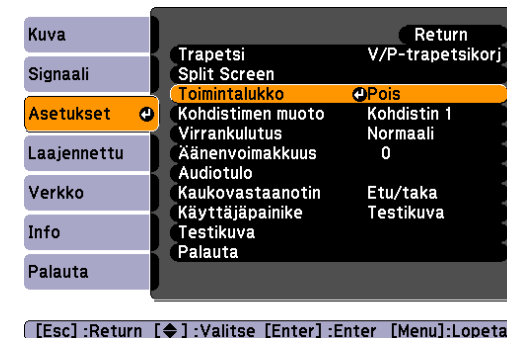 Kuva
Signaali
Asetukset
Laajennettu
Verkko
Info
Palauta
Return
Trapetsi V/P-trapetsikorj
Split Screen
Toimintalukko Pois
Kohdistimen muoto Kohdistin 1
Virrankulutus Normaali
Äänenvoimakkuus 0
Audiotulo
Kaukovastaanotin Etu/taka
Käyttäjäpainike Testikuva
Testikuva
Palauta
[Esc] :Return [◆] :Valitse [Enter] :Enter [Menu]:Lopeta